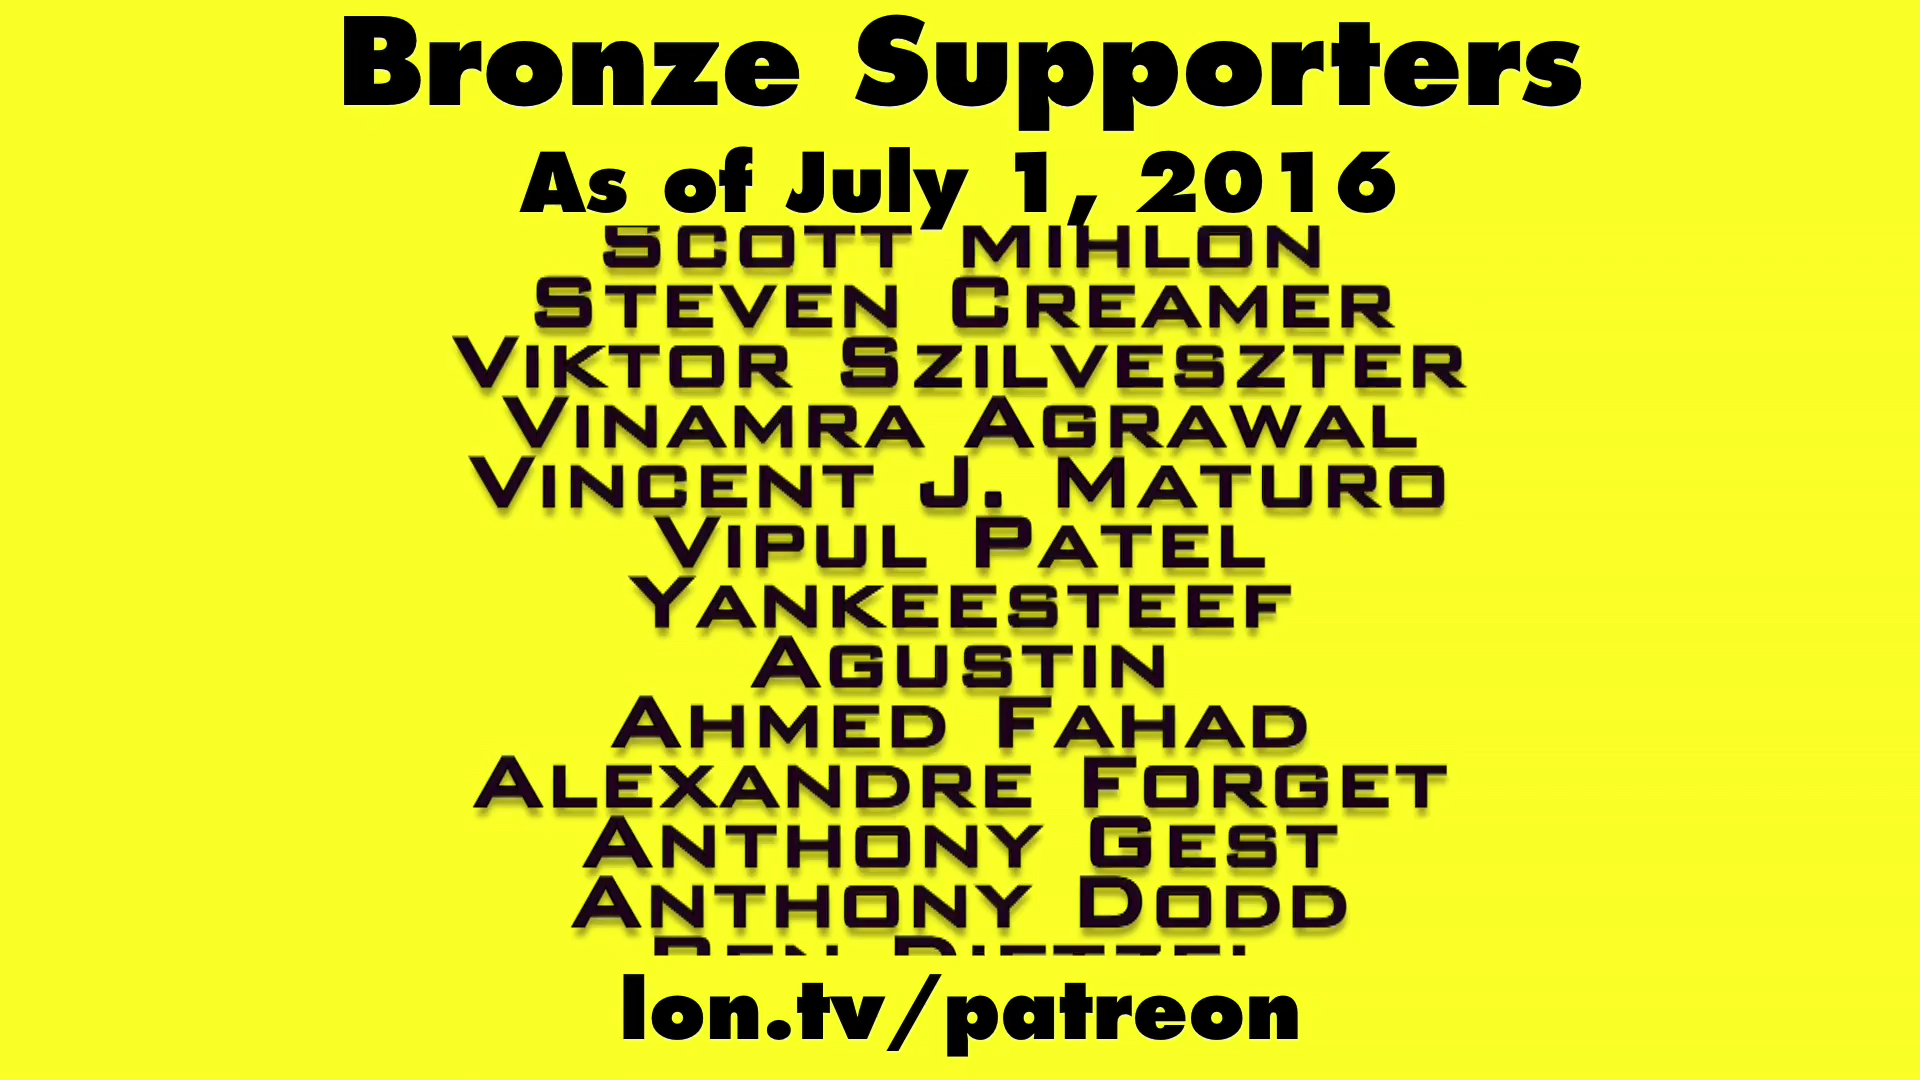 Bronze Supporters
As of July 1, 2016
Scott Mihlon
Steven Creamer
Viktor Szilveszter
Vinamra Agrawal
Vincent J. Maturo
Vipul Patel
Yankeesteef
Agustin
Ahmed Fahad
Alexandre Forget
Anthony Gest
Anthony Dodd
lon.tv/patreon